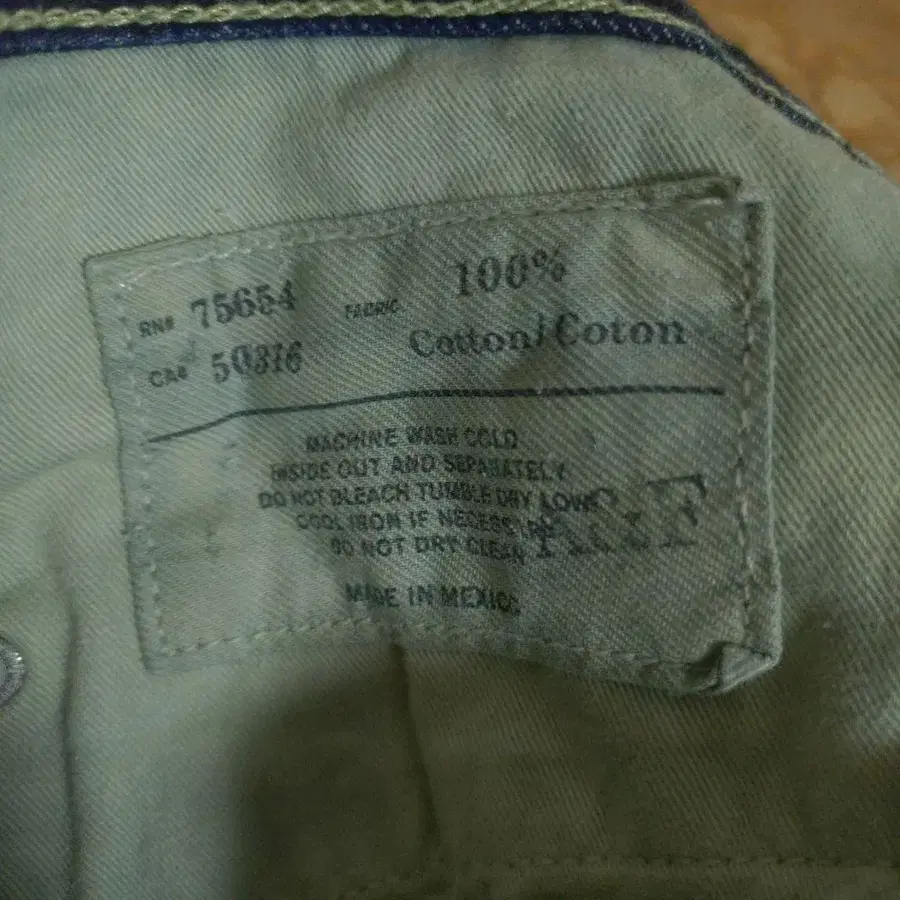 RN# 75654 FABRIC 100%
CA# 50316 Cotton/Coton
MACHINE WASH COLD
INSIDE OUT AND SEPARATELY
DO NOT BLEACH TUMBLE DRY LOW
COOL IRON IF NECESSARY
DO NOT DRY CLEAN
MADE IN MEXICO